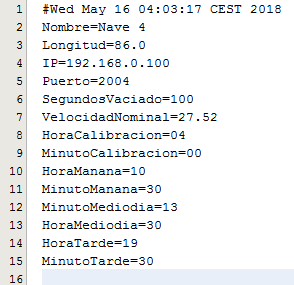 1 #Wed May 16 04:03:17 CEST 2018
2 Nombre=Nave 4
3 Longitud=86.0
4 IP=192.168.0.100
5 Puerto=2004
6 SegundosVaciado=100
7 VelocidadNominal=27.52
8 HoraCalibracion=04
9 MinutoCalibracion=00
10 HoraManana=10
11 MinutoManana=30
12 MinutoMediodia=13
13 HoraMediodia=30
14 HoraTarde=19
15 MinutoTarde=30
16